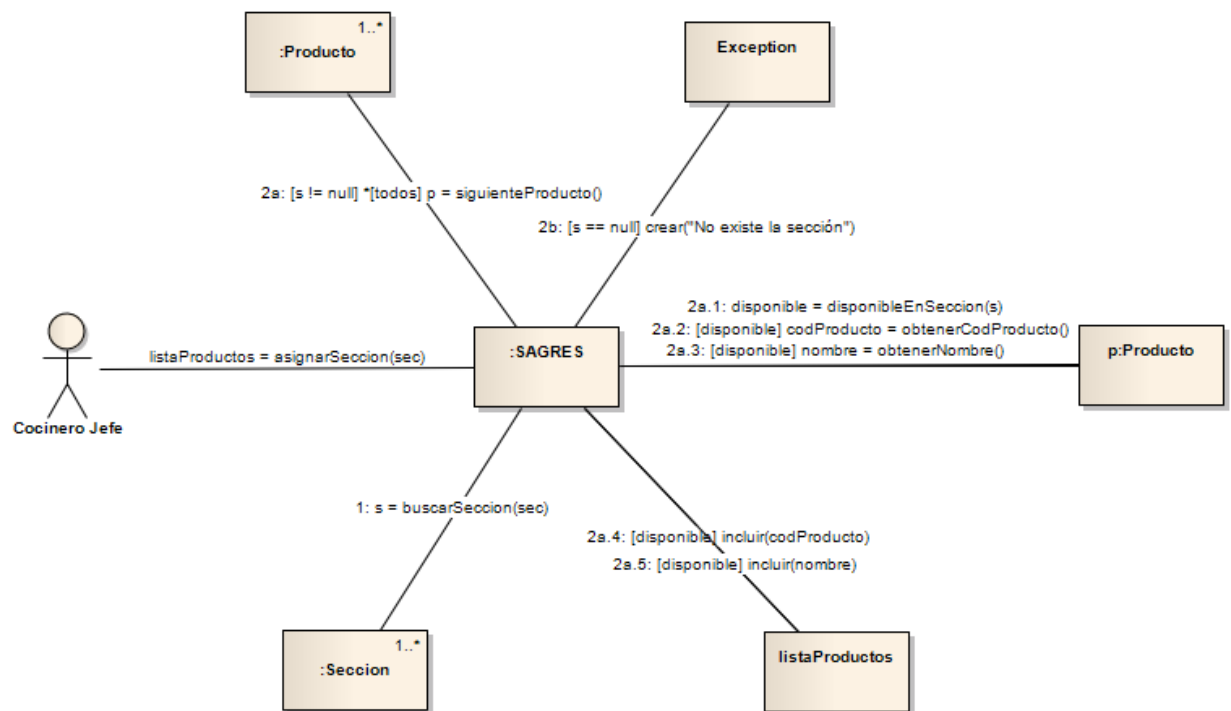 1..*
:Producto
Exception
2a: [s != null] *[todos] p = siguienteProducto()
2b: [s == null] crear("No existe la sección")
2a.1: disponible = disponibleEnSeccion(s)
2a.2: [disponible] codProducto = obtenerCodProducto()
2a.3: [disponible] nombre = obtenerNombre()
listaProductos = asignarSeccion(sec)
:SAGRES
p:Producto
Cocinero Jefe
1: s = buscarSeccion(sec)
2a.4: [disponible] incluir(codProducto)
2a.5: [disponible] incluir(nombre)
1..*
:Seccion
listaProductos